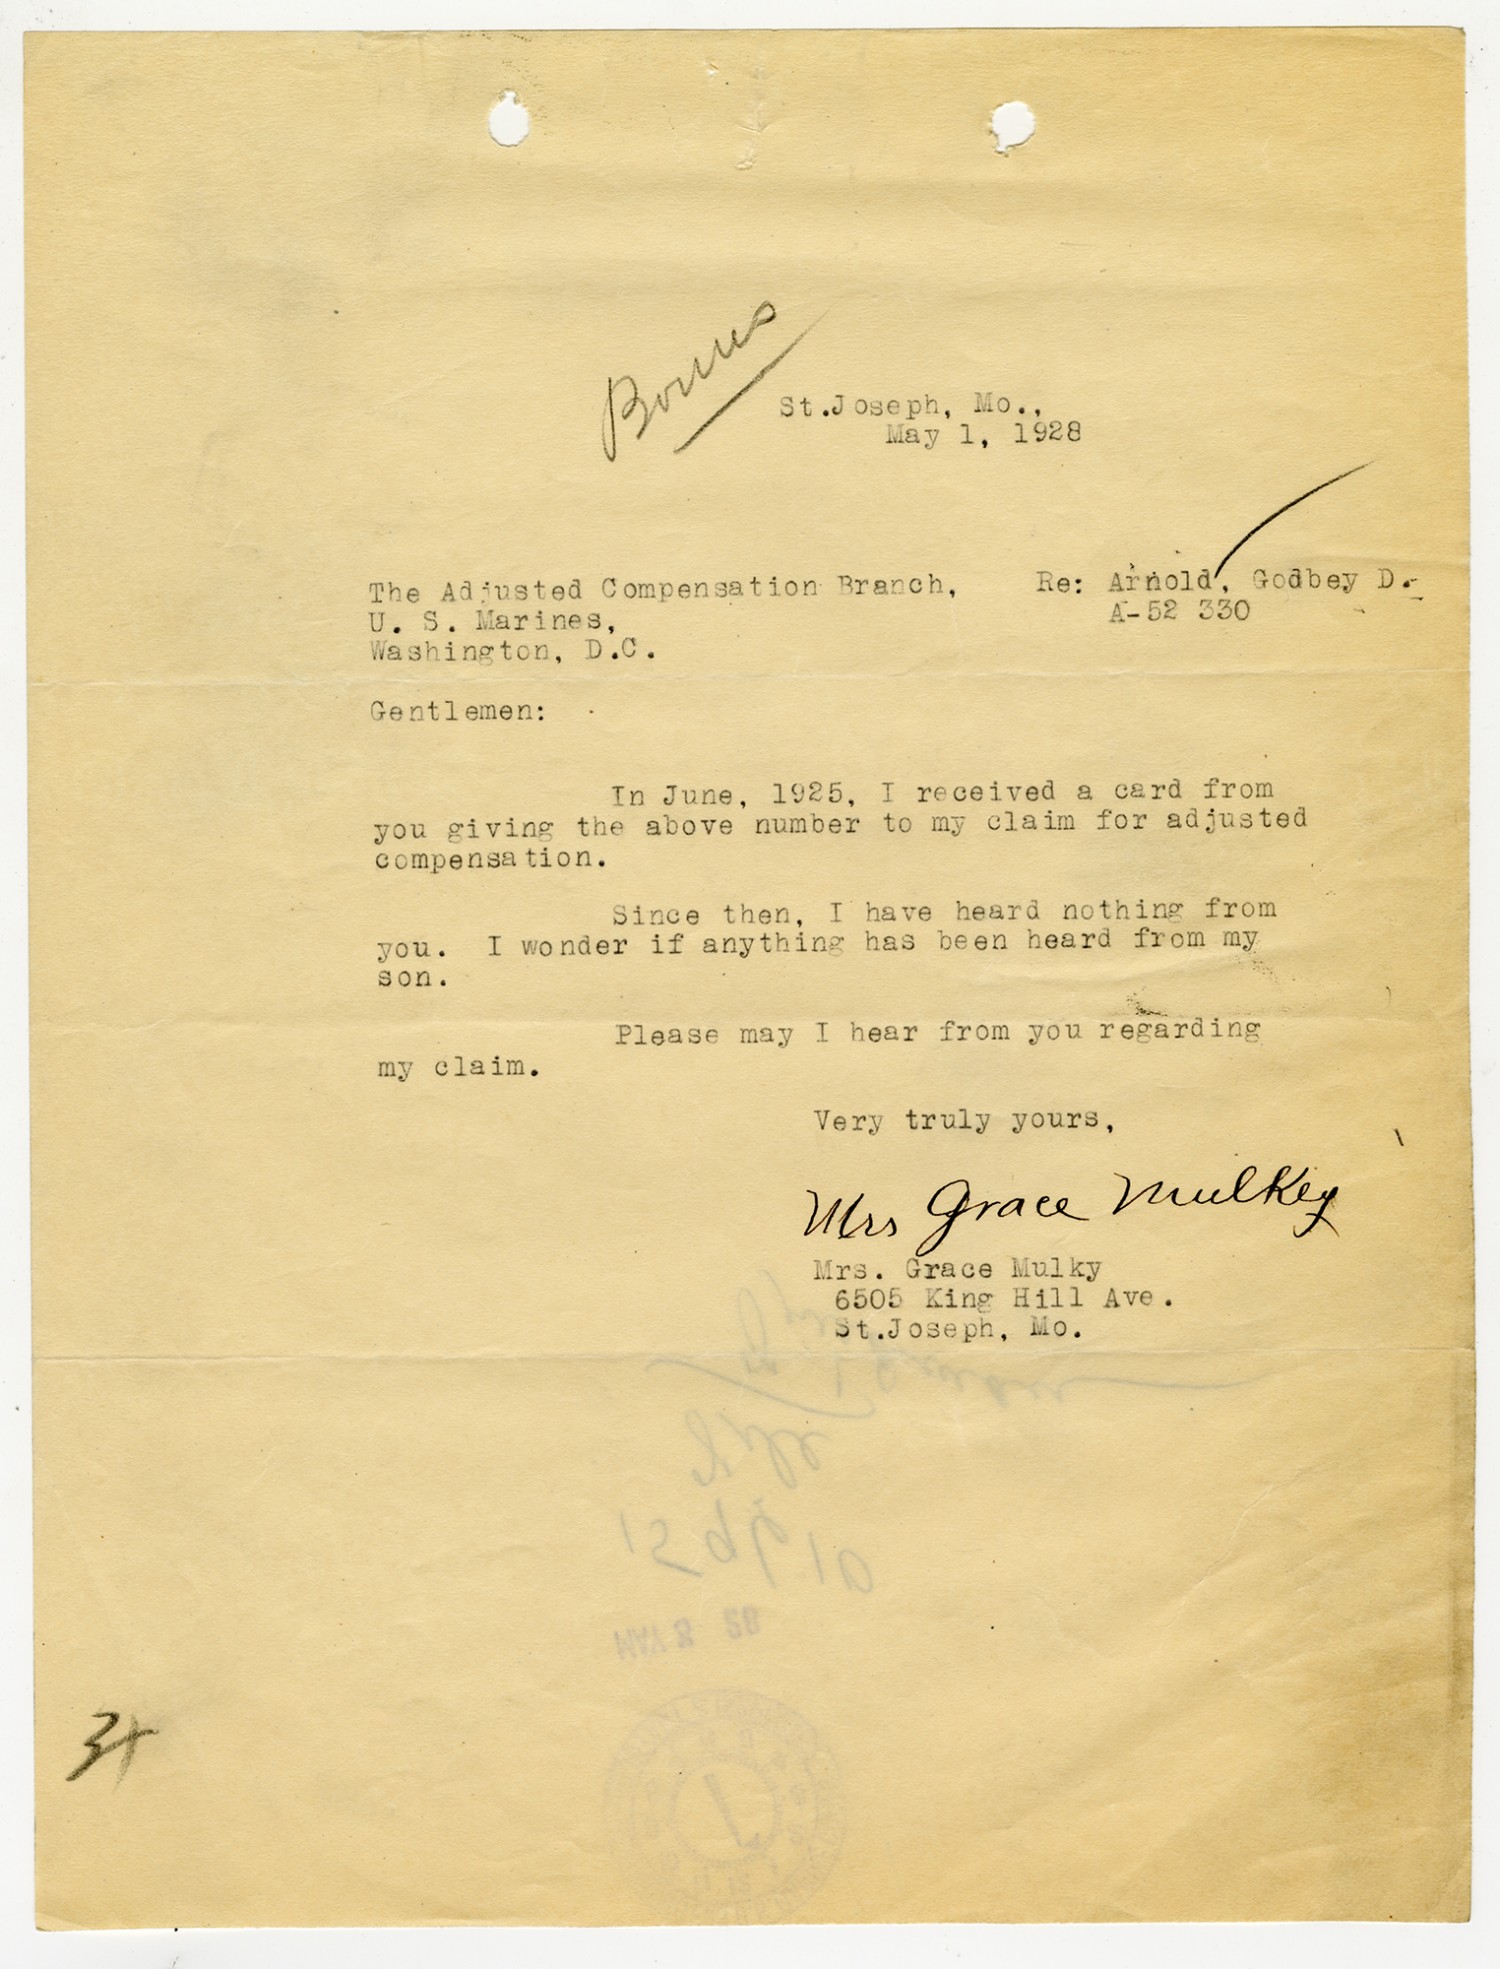 Bonus
St.Joseph, Mo.,
May 1, 1928
The Adjusted Compensation Branch,
U. S. Marines,
Washington, D.C.
Re: Arnold, Godbey D.
A-52 330
Gentlemen:
In June, 1925, I received a card from
you giving the above number to my claim for adjusted
compensation.
Since then, I have heard nothing from
you. I wonder if anything has been heard from my
son.
Please may I hear from you regarding
my claim.
Very truly yours,
Mrs Grace Mulkey
Mrs. Grace Mulky
6505 King Hill Ave.
St.Joseph, Mo.
MAY 8 28